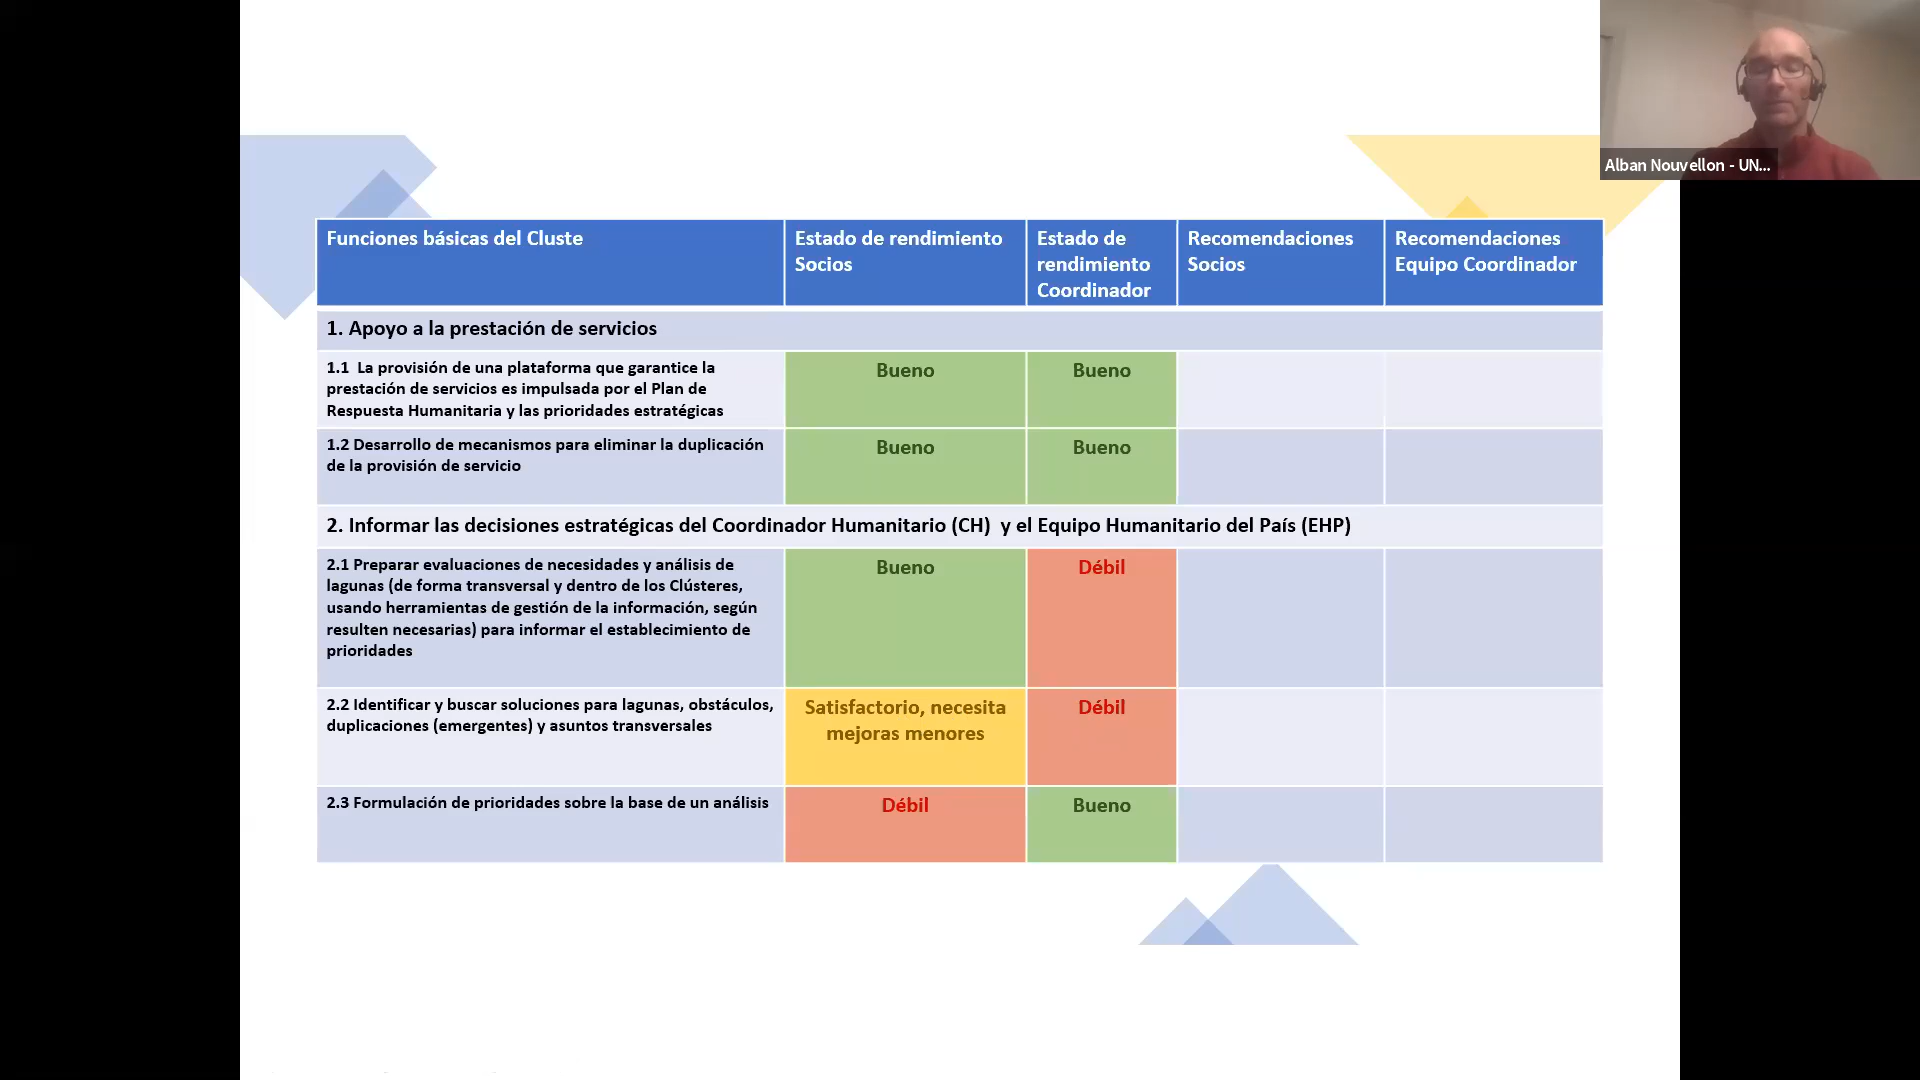 Alban Nouvellon - UN...
Funciones básicas del Cluste
Estado de rendimiento
Socios
Estado de
rendimiento
Coordinador
Recomendaciones
Socios
Recomendaciones
Equipo Coordinador
1. Apoyo a la prestación de servicios
1.1 La provisión de una plataforma que garantice la
prestación de servicios es impulsada por el Plan de
Respuesta Humanitaria y las prioridades estratégicas
Bueno
Bueno
1.2 Desarrollo de mecanismos para eliminar la duplicación
de la provisión de servicio
Bueno
Bueno
2. Informar las decisiones estratégicas del Coordinador Humanitario (CH) y el Equipo Humanitario del País (EHP)
2.1 Preparar evaluaciones de necesidades y análisis de
lagunas (de forma transversal y dentro de los Clústeres,
usando herramientas de gestión de la información, según
resulten necesarias) para informar el establecimiento de
prioridades
Bueno
Débil
2.2 Identificar y buscar soluciones para lagunas, obstáculos,
duplicaciones (emergentes) y asuntos transversales
Satisfactorio, necesita
mejoras menores
Débil
2.3 Formulación de prioridades sobre la base de un análisis
Débil
Bueno